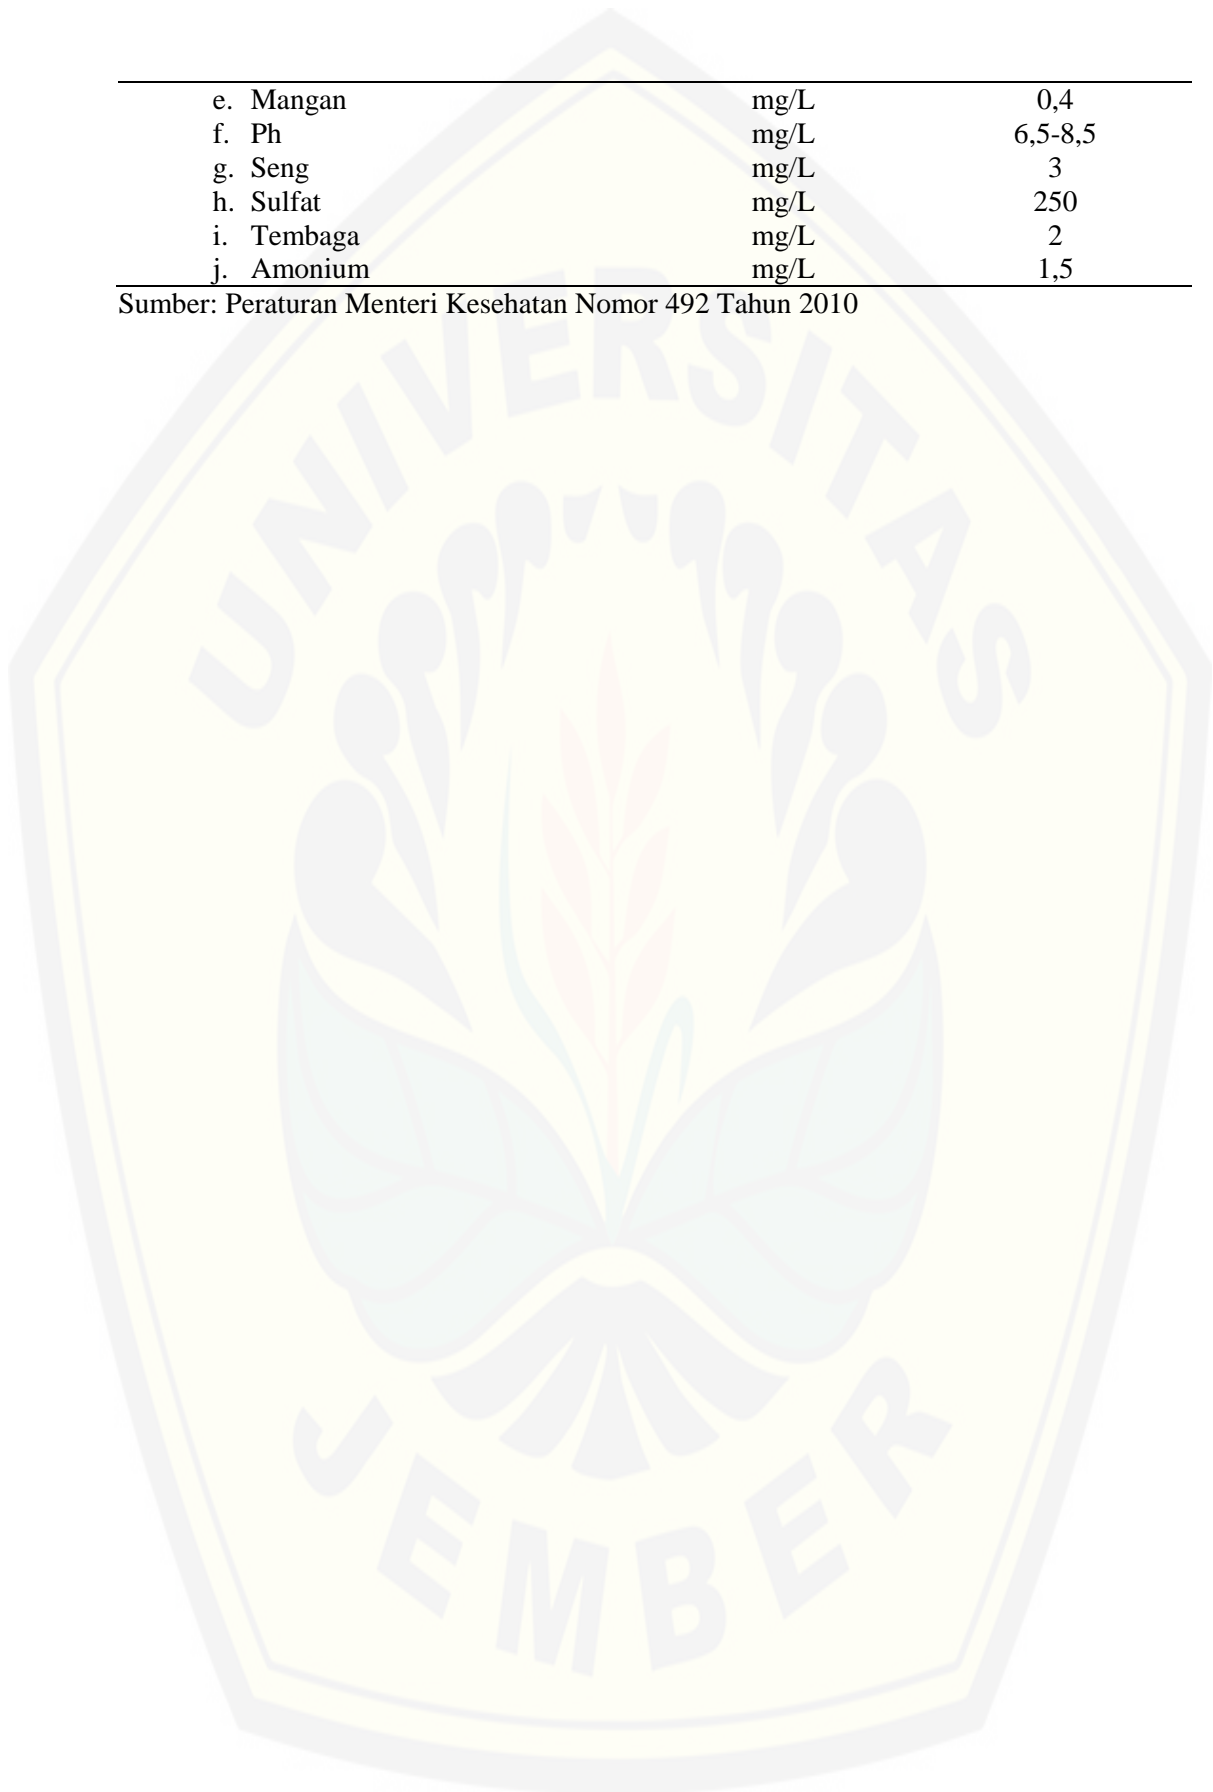 e. Mangan mg/L 0,4
f. Ph mg/L 6,5-8,5
g. Seng mg/L 3
h. Sulfat mg/L 250
i. Tembaga mg/L 2
j. Amonium mg/L 1,5
Sumber: Peraturan Menteri Kesehatan Nomor 492 Tahun 2010
UNIVERSITAS
JEMBER